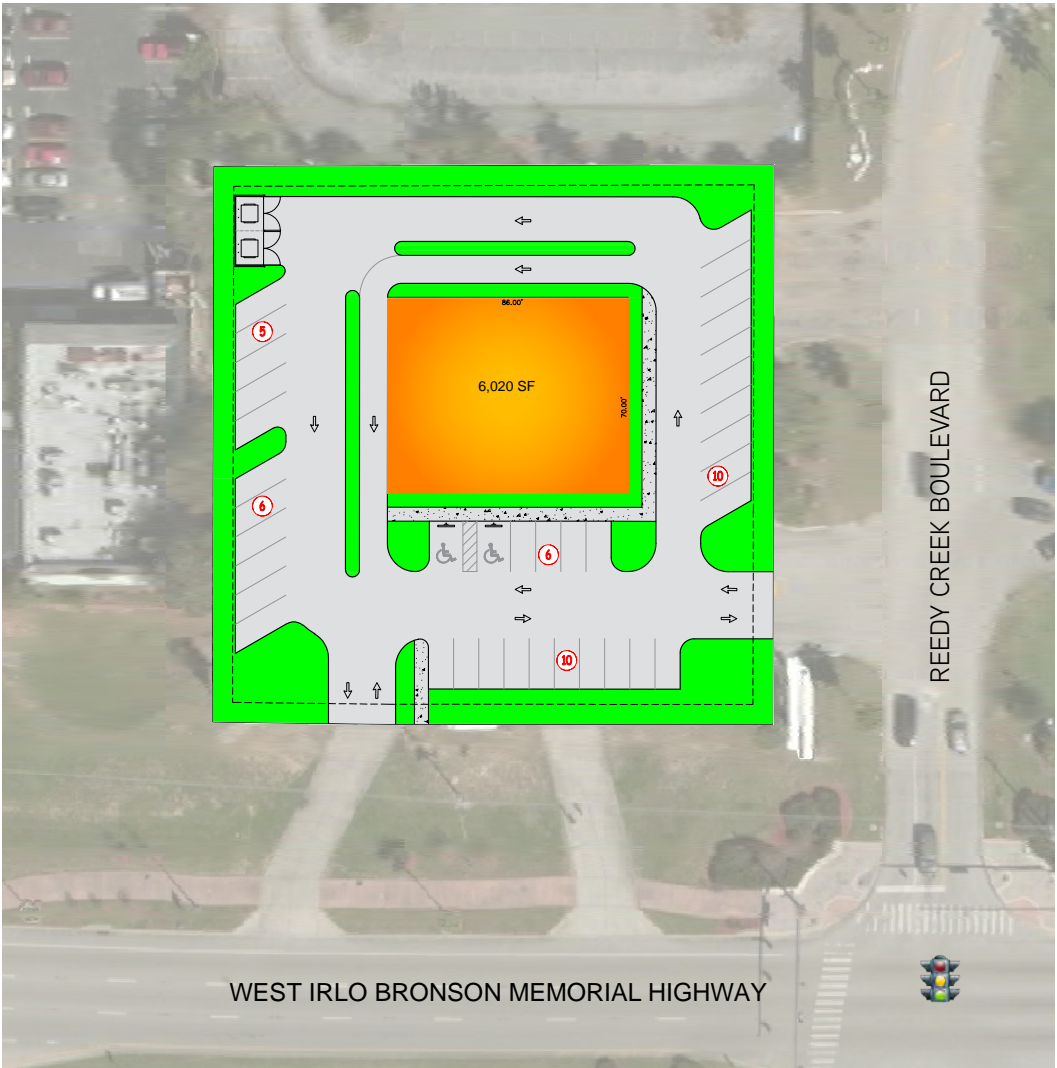 86.00'
5
6,020 SF
70.00'
10
6
6
10
REEDY CREEK BOULEVARD
WEST IRLO BRONSON MEMORIAL HIGHWAY